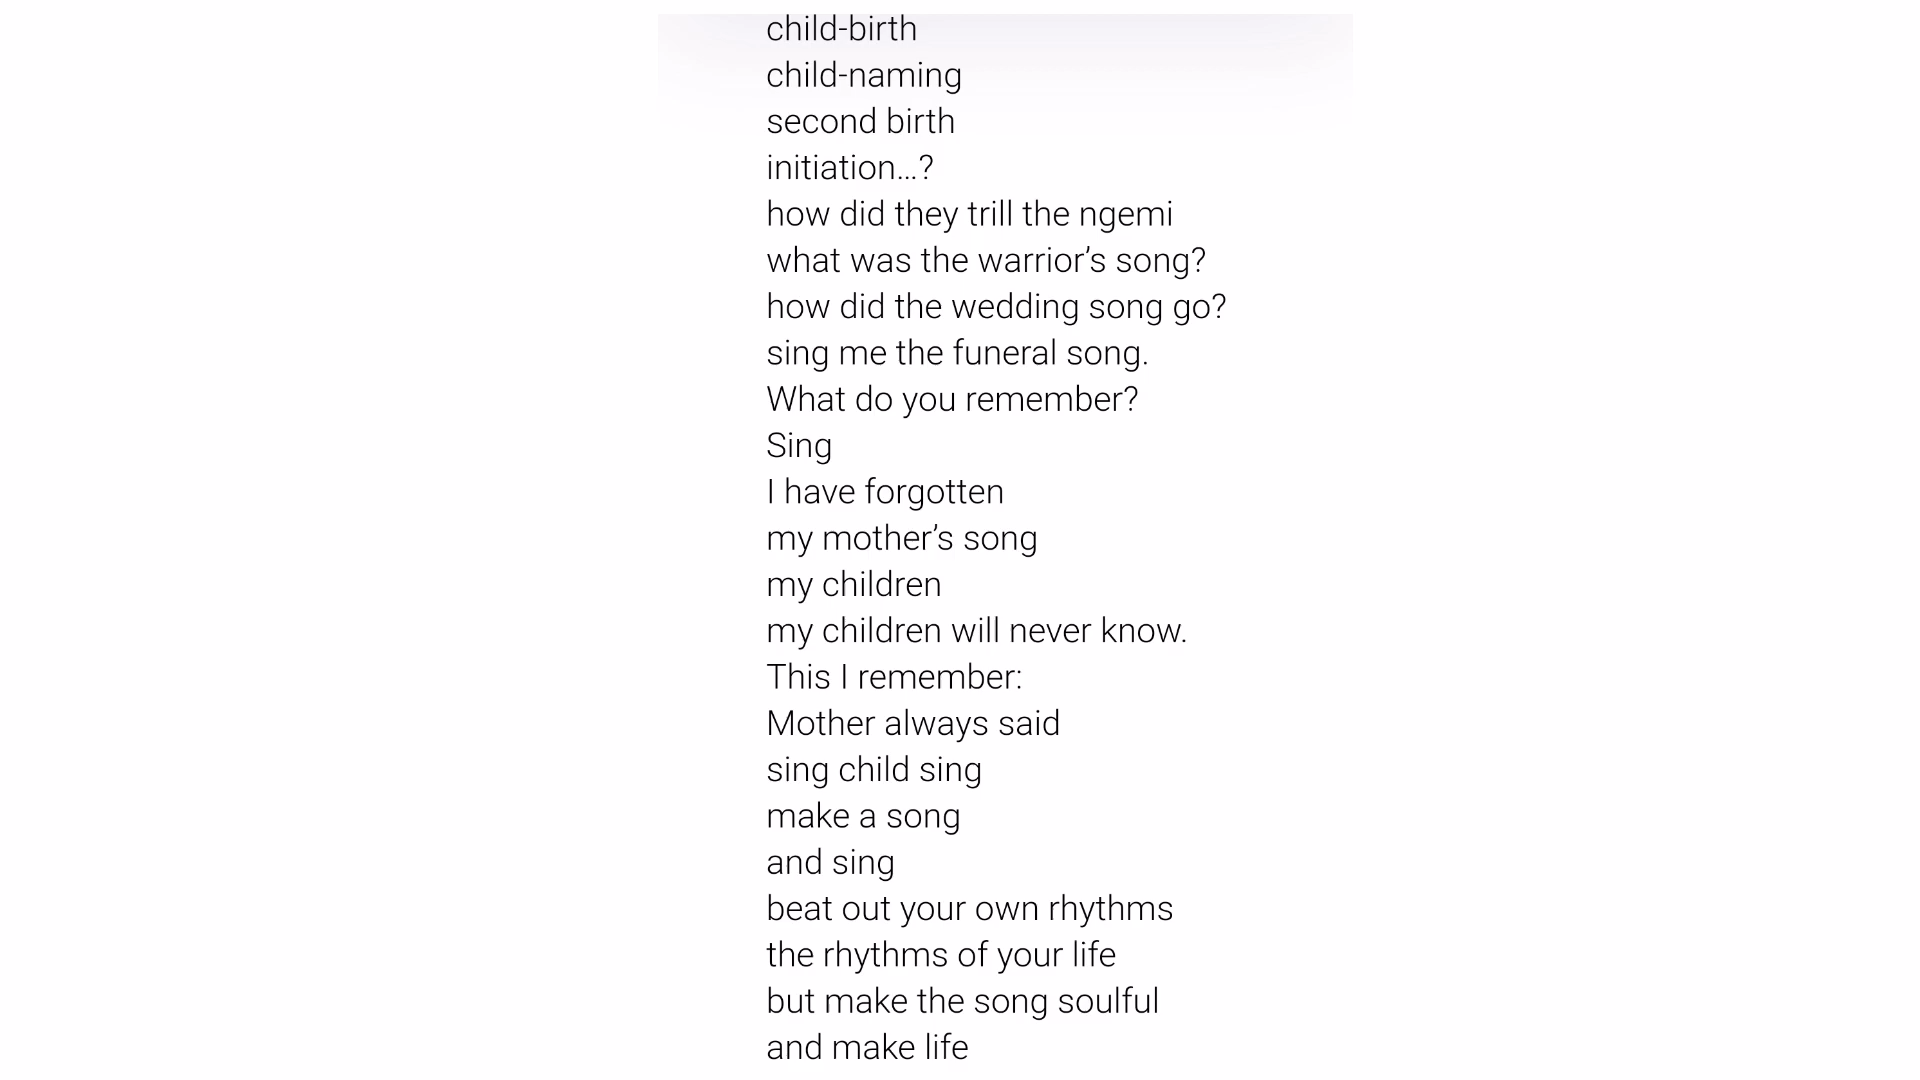 child-birth
child-naming
second birth
initiation...?
how did they trill the ngemi
what was the warrior’s song?
how did the wedding song go?
sing me the funeral song.
What do you remember?
Sing
I have forgotten
my mother’s song
my children
my children will never know.
This I remember:
Mother always said
sing child sing
make a song
and sing
beat out your own rhythms
the rhythms of your life
but make the song soulful
and make life